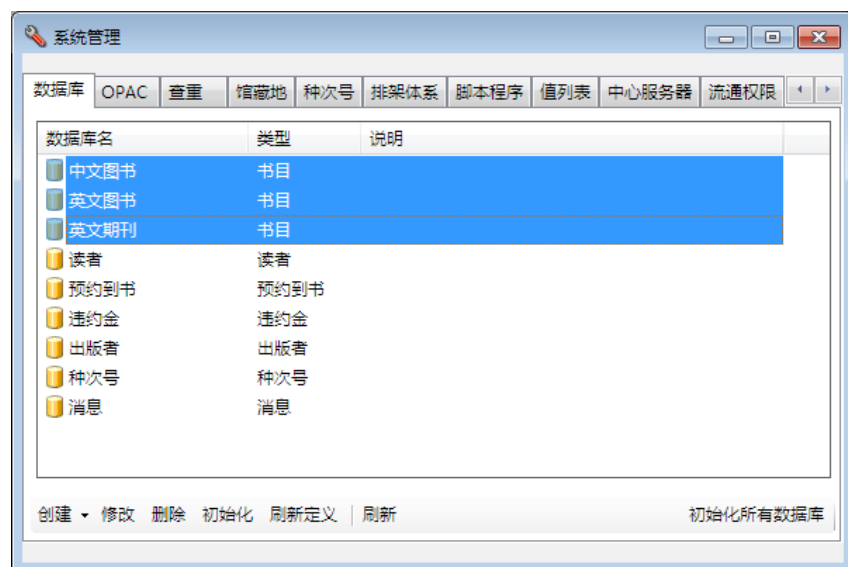 系统管理
数据库 OPAC 查重 馆藏地 种次号 排架体系 脚本程序 值列表 中心服务器 流通权限
数据库名 类型 说明
中文图书 书目
英文图书 书目
英文期刊 书目
读者 读者
预约到书 预约到书
违约金 违约金
出版者 出版者
种次号 种次号
消息 消息
创建 修改 删除 初始化 刷新定义 刷新 初始化所有数据库